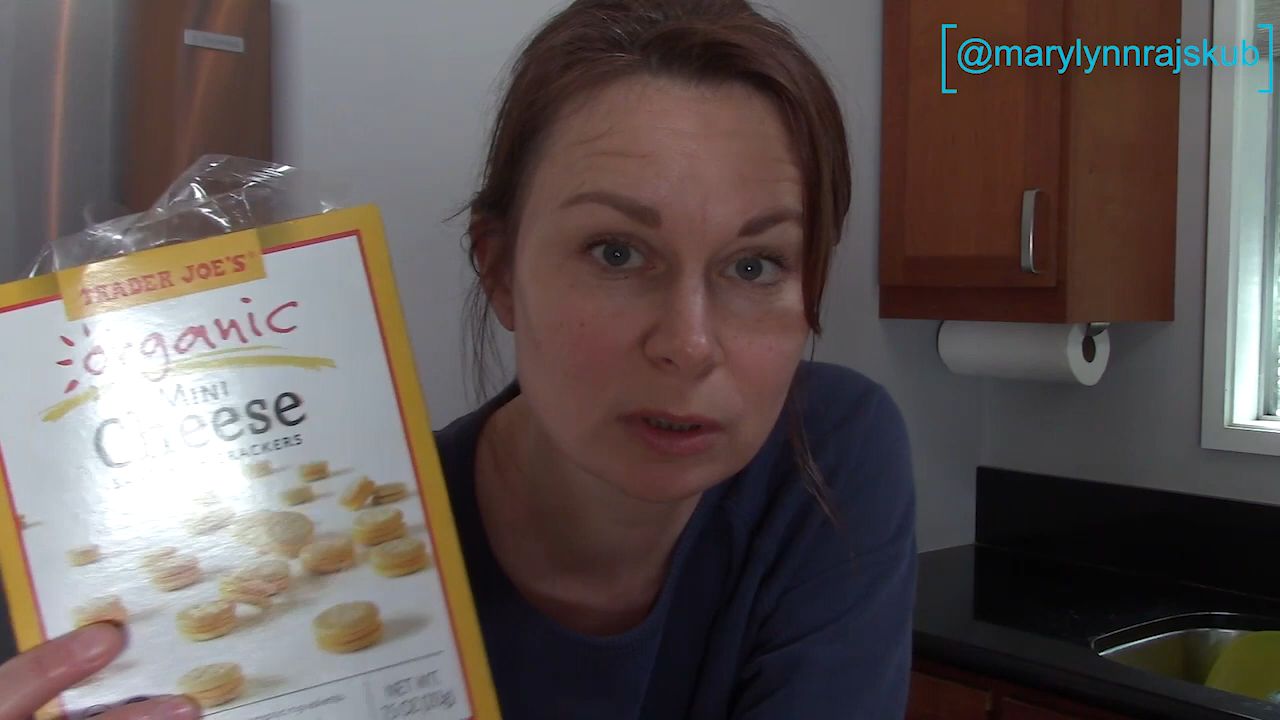 [@marylynnrajskub]
TRADER JOE'S
organic
MINI
Cheese
CRACKERS
NET WT.